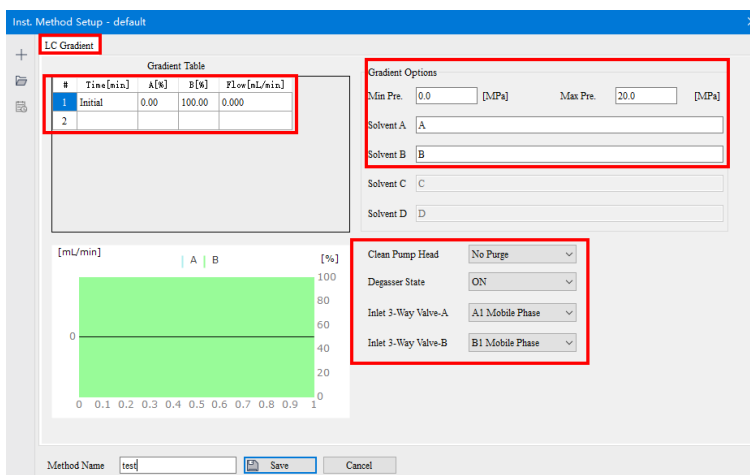 Inst. Method Setup - default
LC Gradient
Gradient Table
# Time[min] A[%] B[%] Flow[mL/min]
1 Initial 0.00 100.00 0.000
2
Gradient Options
Min Pre. 0.0 [MPa] Max Pre. 20.0 [MPa]
Solvent A A
Solvent B B
Solvent C C
Solvent D D
[mL/min] A B [%]
100
80
60
0
40
20
0
0 0.1 0.2 0.3 0.4 0.5 0.6 0.7 0.8 0.9 1
Clean Pump Head No Purge
Degasser State ON
Inlet 3-Way Valve-A A1 Mobile Phase
Inlet 3-Way Valve-B B1 Mobile Phase
Method Name test Save Cancel